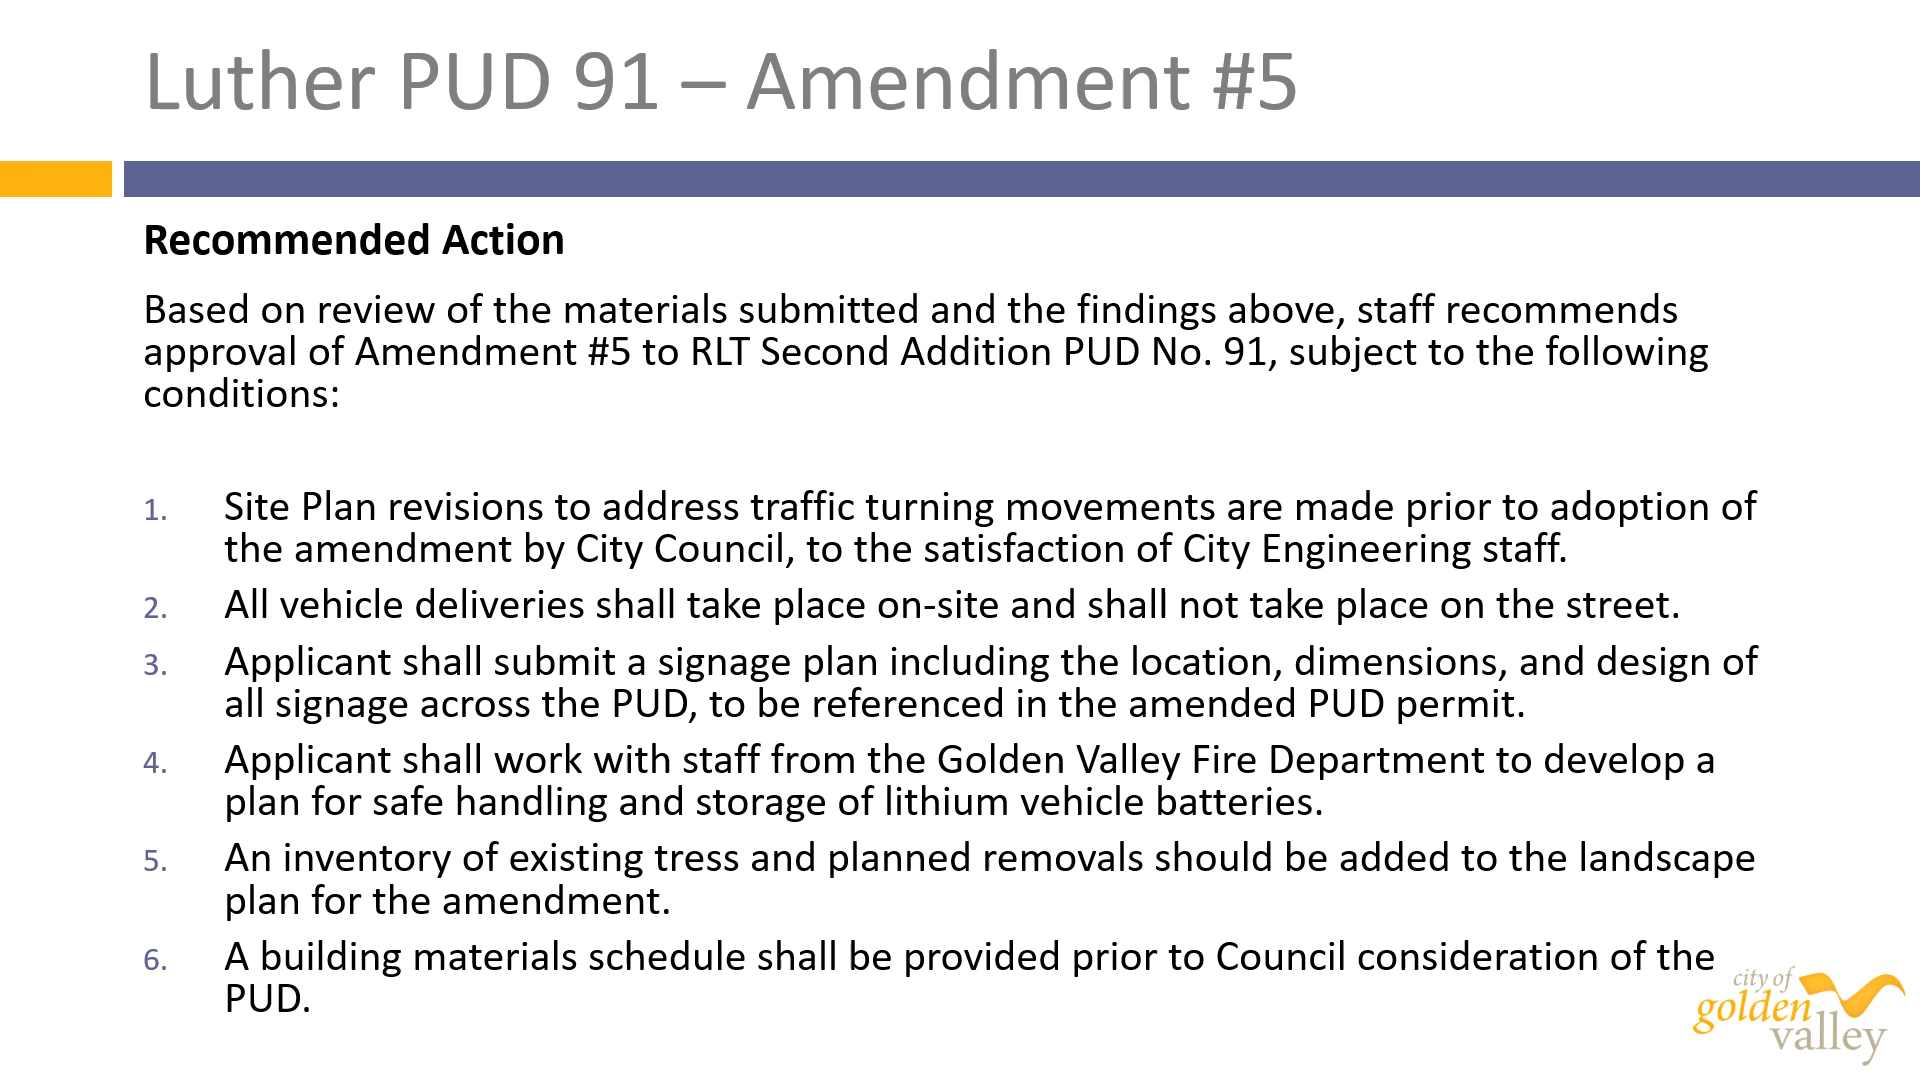 Luther PUD 91 – Amendment #5
Recommended Action
Based on review of the materials submitted and the findings above, staff recommends
approval of Amendment #5 to RLT Second Addition PUD No. 91, subject to the following
conditions:
1. Site Plan revisions to address traffic turning movements are made prior to adoption of
the amendment by City Council, to the satisfaction of City Engineering staff.
2. All vehicle deliveries shall take place on-site and shall not take place on the street.
3. Applicant shall submit a signage plan including the location, dimensions, and design of
all signage across the PUD, to be referenced in the amended PUD permit.
4. Applicant shall work with staff from the Golden Valley Fire Department to develop a
plan for safe handling and storage of lithium vehicle batteries.
5. An inventory of existing tress and planned removals should be added to the landscape
plan for the amendment.
6. A building materials schedule shall be provided prior to Council consideration of the
PUD.
city of
golden
valley